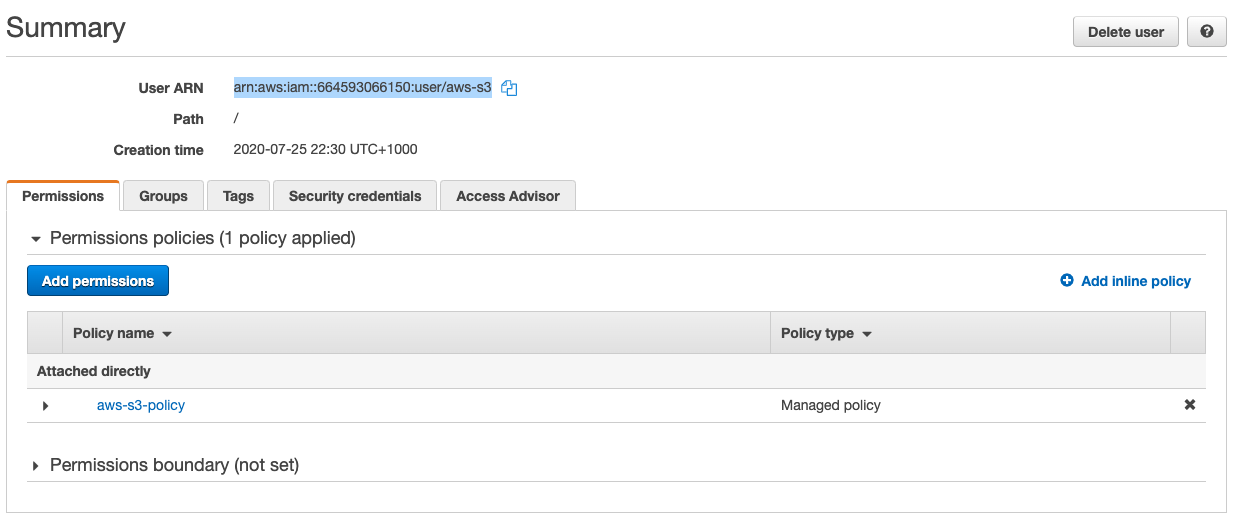 Summary
Delete user
User ARN arn:aws:iam::664593066150:user/aws-s3
Path /
Creation time 2020-07-25 22:30 UTC+1000
Permissions Groups Tags Security credentials Access Advisor
Permissions policies (1 policy applied)
Add permissions Add inline policy
Policy name Policy type
Attached directly
aws-s3-policy Managed policy
Permissions boundary (not set)